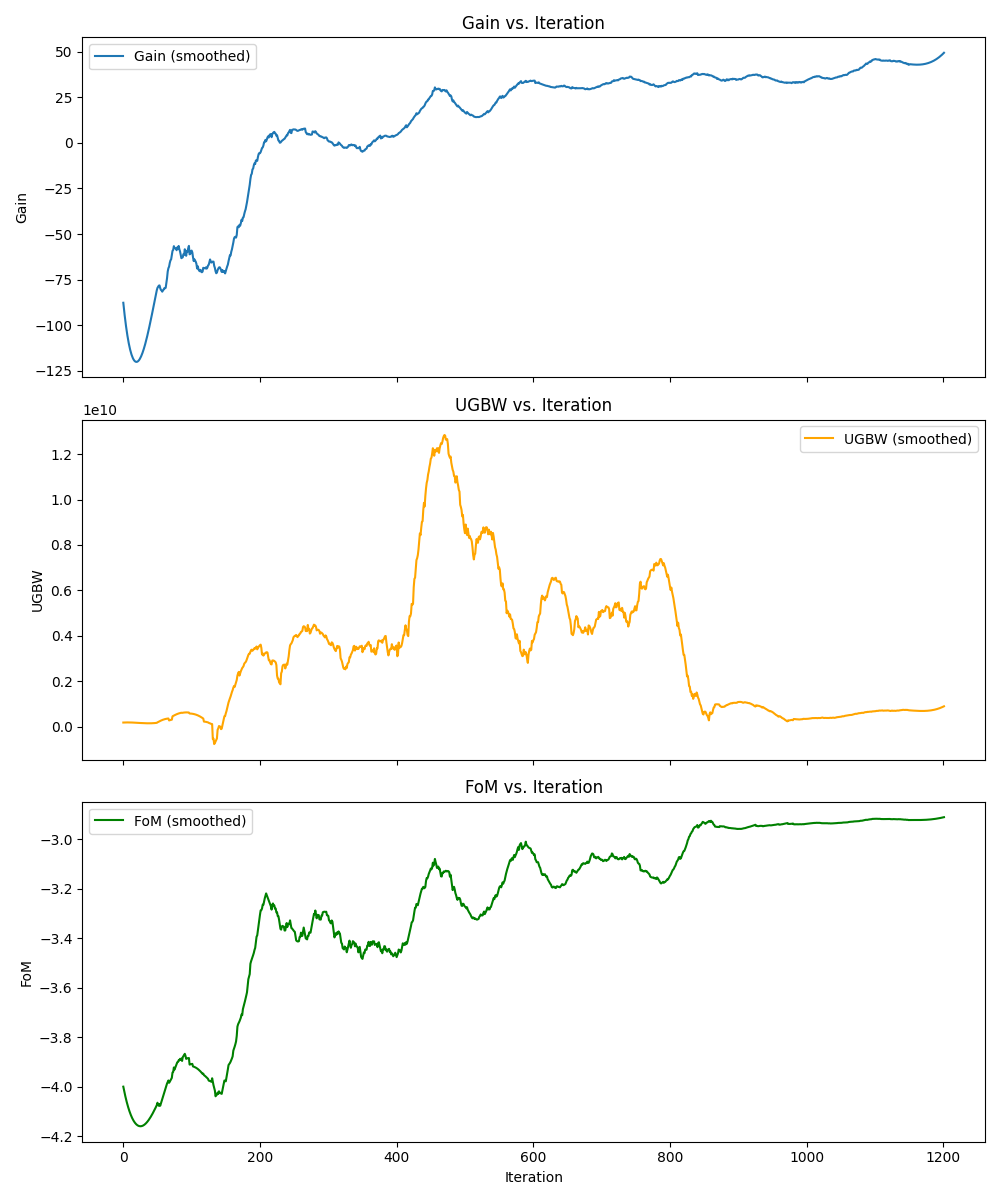 Gain vs. Iteration
Gain (smoothed)
50
25
0
−25
−50
−75
−100
−125
Gain
UGBW vs. Iteration
1e10
UGBW (smoothed)
1.2
1.0
0.8
0.6
0.4
0.2
0.0
UGBW
FoM vs. Iteration
FoM (smoothed)
−3.0
−3.2
−3.4
−3.6
−3.8
−4.0
−4.2
FoM
0 200 400 600 800 1000 1200
Iteration